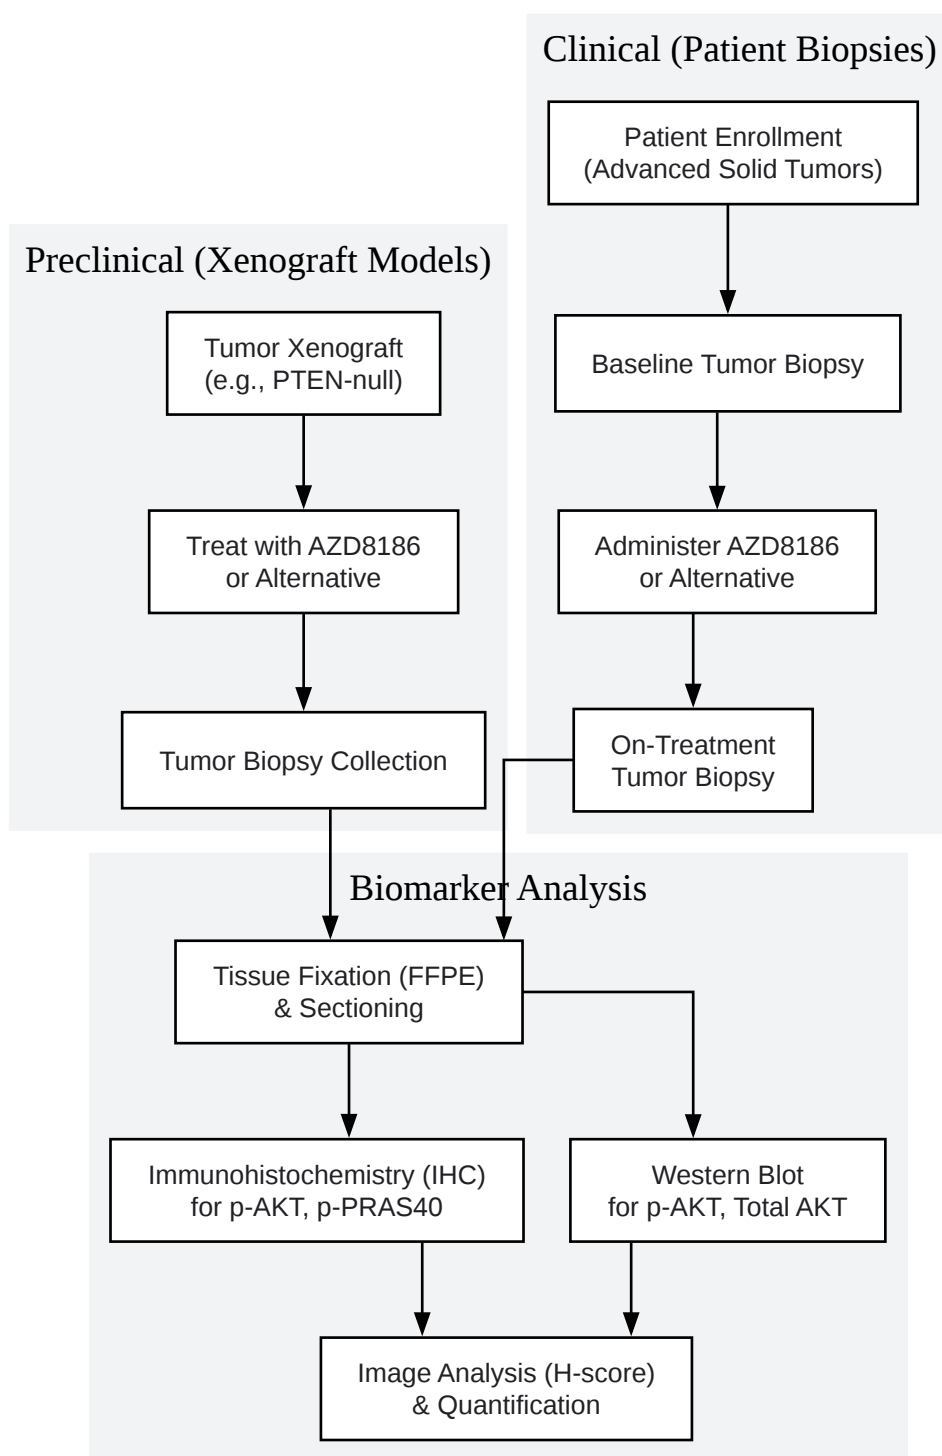 Clinical (Patient Biopsies)
Patient Enrollment
(Advanced Solid Tumors)
Baseline Tumor Biopsy
Administer AZD8186
or Alternative
On-Treatment
Tumor Biopsy
Preclinical (Xenograft Models)
Tumor Xenograft
(e.g., PTEN-null)
Treat with AZD8186
or Alternative
Tumor Biopsy Collection
Biomarker Analysis
Tissue Fixation (FFPE)
& Sectioning
Immunohistochemistry (IHC)
for p-AKT, p-PRAS40
Western Blot
for p-AKT, Total AKT
Image Analysis (H-score)
& Quantification